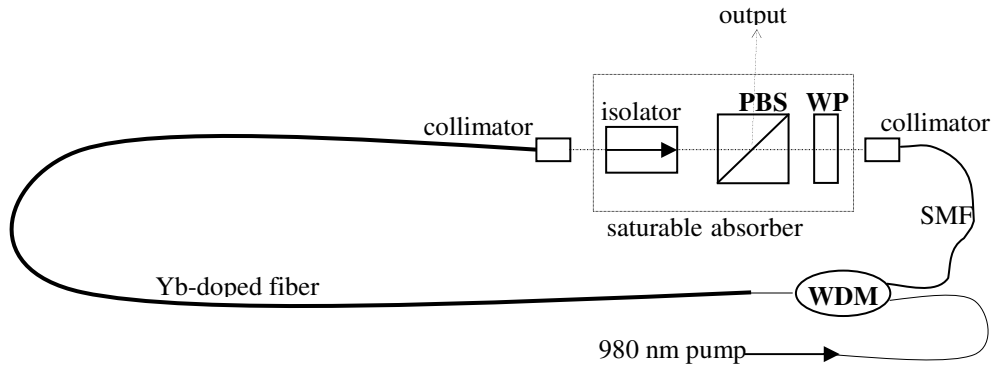 output
PBS WP
isolator
collimator
collimator
SMF
saturable absorber
Yb-doped fiber
WDM
980 nm pump